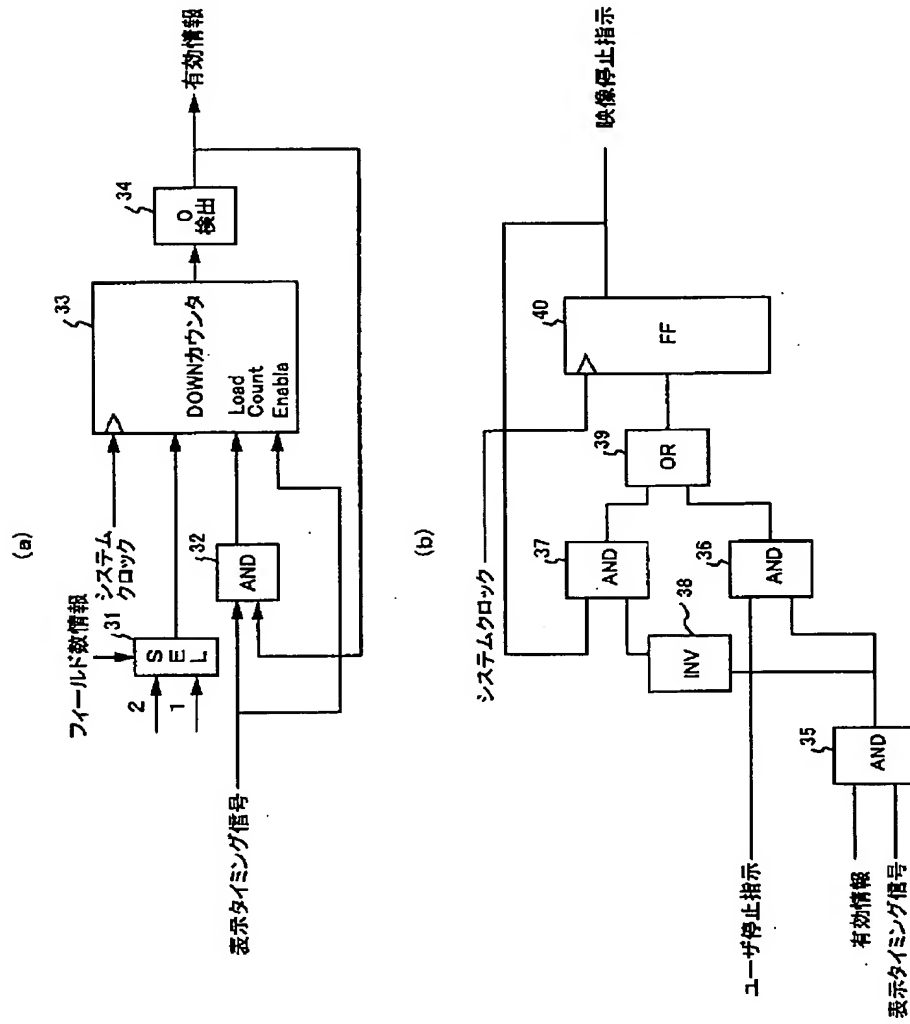 (a)
フィールド数情報
2
1
31
SEL
システム
クロック
表示タイミング信号
32
AND
33
DOWNカウンタ
Load
Count
Enabla
34
0
検出
有効情報
(b)
システムクロック
ユーザ停止指示
有効情報
表示タイミング信号
35
AND
38
INV
37
AND
36
AND
39
OR
40
FF
映像停止指示